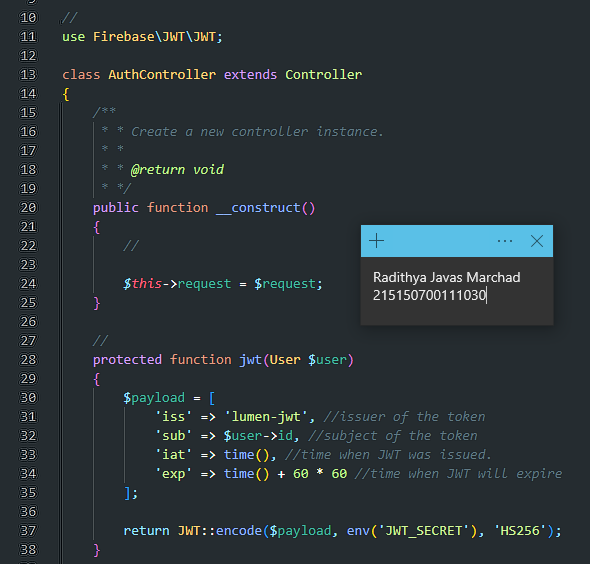 10 //
11 use Firebase\JWT\JWT;
12
13 class AuthController extends Controller
14 {
15 /**
16 * * Create a new controller instance.
17 * *
18 * * @return void
19 * */
20 public function __construct()
21 {
22 //
23
24 $this->request = $request;
25 }
26
27 //
28 protected function jwt(User $user)
29 {
30 $payload = [
31 'iss' => 'lumen-jwt', //issuer of the token
32 'sub' => $user->id, //subject of the token
33 'iat' => time(), //time when JWT was issued.
34 'exp' => time() + 60 * 60 //time when JWT will expire
35 ];
36
37 return JWT::encode($payload, env('JWT_SECRET'), 'HS256');
38 }
Radithya Javas Marchad
215150700111030